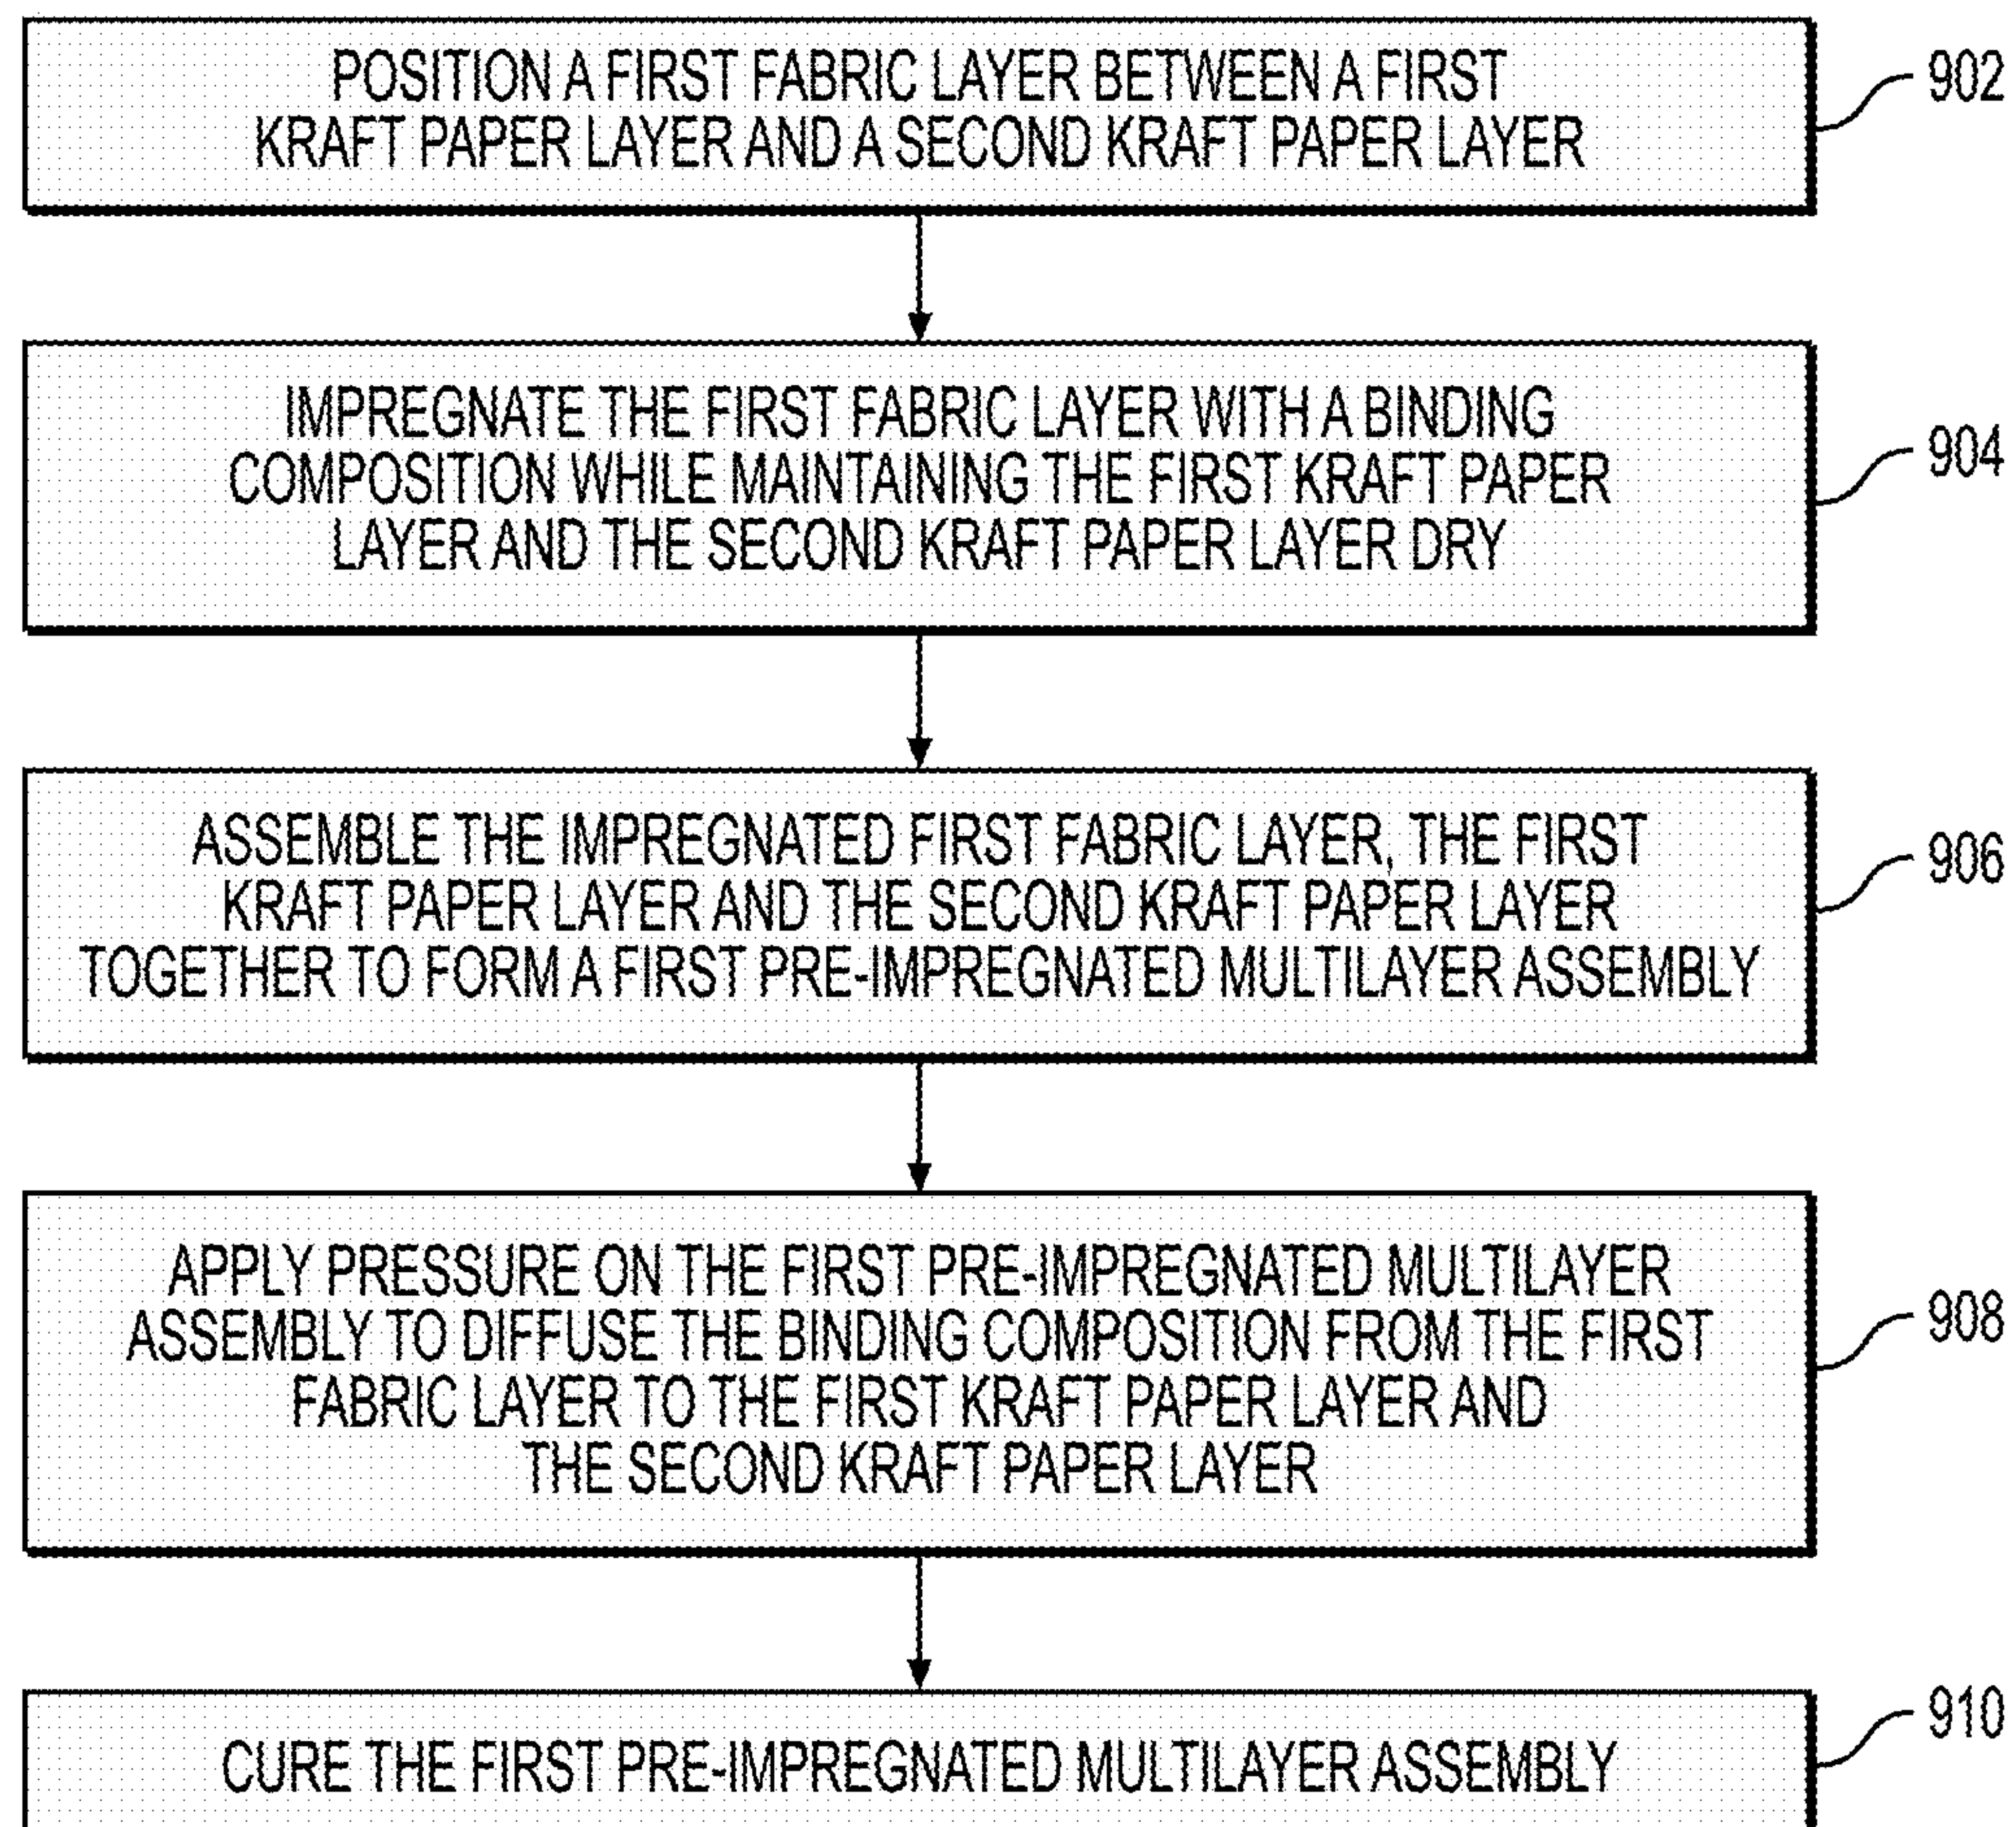 POSITION A FIRST FABRIC LAYER BETWEEN A FIRST
KRAFT PAPER LAYER AND A SECOND KRAFT PAPER LAYER
902
IMPREGNATE THE FIRST FABRIC LAYER WITH A BINDING
COMPOSITION WHILE MAINTAINING THE FIRST KRAFT PAPER
LAYER AND THE SECOND KRAFT PAPER LAYER DRY
904
ASSEMBLE THE IMPREGNATED FIRST FABRIC LAYER, THE FIRST
KRAFT PAPER LAYER AND THE SECOND KRAFT PAPER LAYER
TOGETHER TO FORM A FIRST PRE-IMPREGNATED MULTILAYER ASSEMBLY
906
APPLY PRESSURE ON THE FIRST PRE-IMPREGNATED MULTILAYER
ASSEMBLY TO DIFFUSE THE BINDING COMPOSITION FROM THE FIRST
FABRIC LAYER TO THE FIRST KRAFT PAPER LAYER AND
THE SECOND KRAFT PAPER LAYER
908
CURE THE FIRST PRE-IMPREGNATED MULTILAYER ASSEMBLY
910